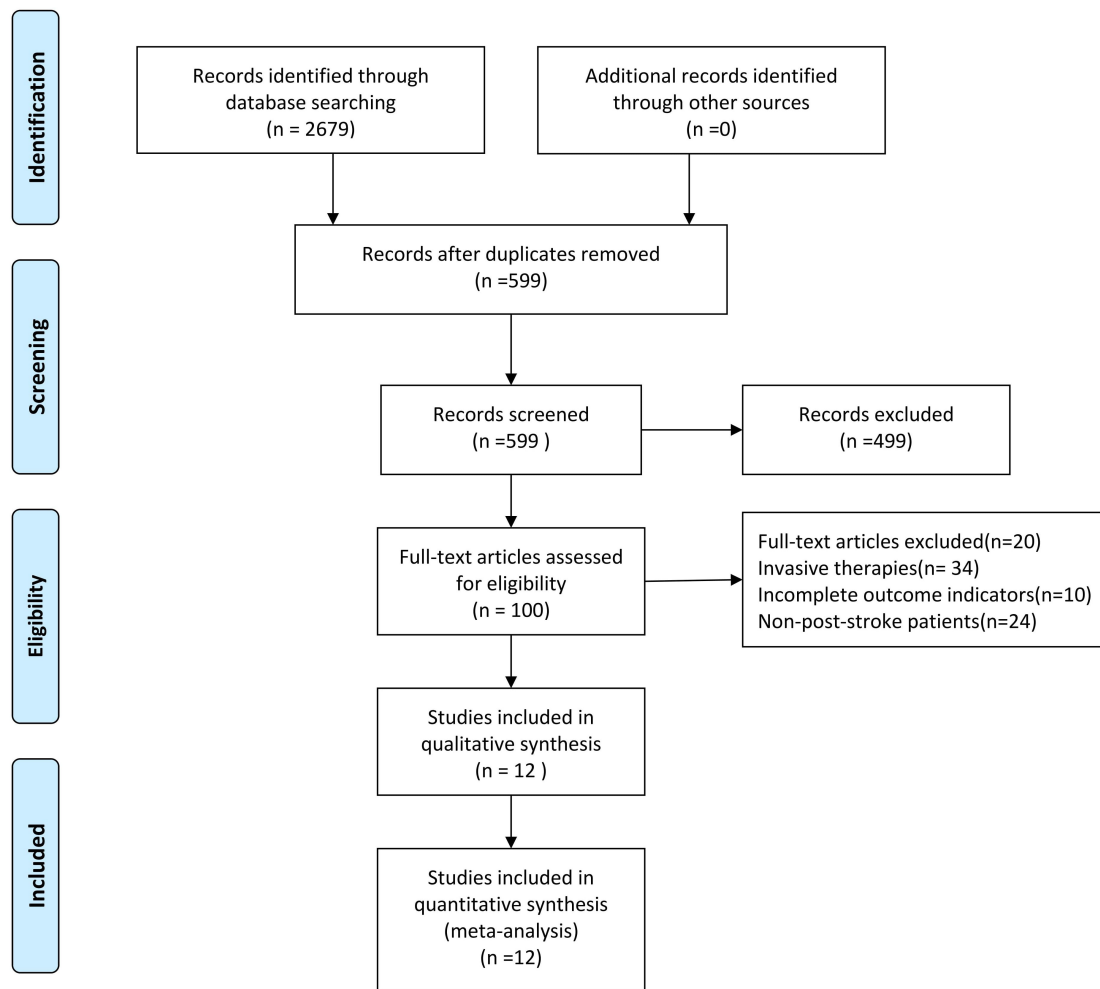 Identification
Records identified through
database searching
(n = 2679)
Additional records identified
through other sources
(n =0)
Records after duplicates removed
(n =599)
Screening
Records screened
(n =599 )
Records excluded
(n =499)
Eligibility
Full-text articles assessed
for eligibility
(n = 100)
Full-text articles excluded(n=20)
Invasive therapies(n= 34)
Incomplete outcome indicators(n=10)
Non-post-stroke patients(n=24)
Studies included in
qualitative synthesis
(n = 12 )
Included
Studies included in
quantitative synthesis
(meta-analysis)
(n =12)